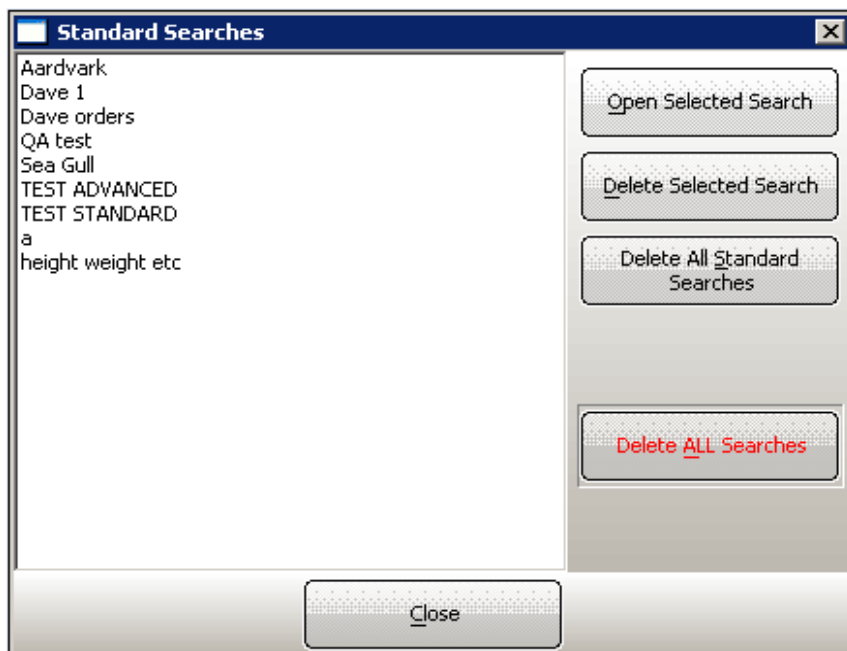 Standard Searches
Aardvark
Dave 1
Dave orders
QA test
Sea Gull
TEST ADVANCED
TEST STANDARD
a
height weight etc
Open Selected Search
Delete Selected Search
Delete All Standard
Searches
Delete ALL Searches
Close